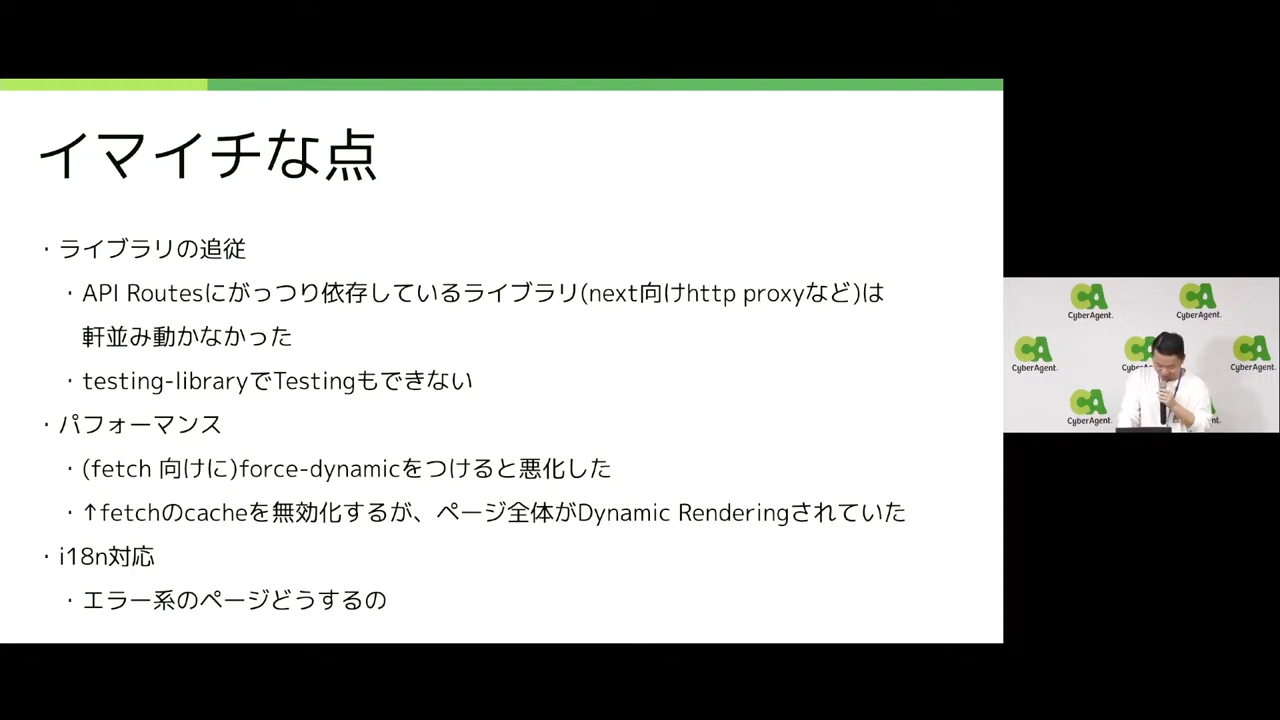 イマイチな点
・ライブラリの追従
・API Routesにがっつり依存しているライブラリ(next向けhttp proxyなど)は
軒並み動かなかった
・testing-libraryでTestingもできない
・パフォーマンス
・(fetch 向けに)force-dynamicをつけると悪化した
・↑fetchのcacheを無効化するが、ページ全体がDynamic Renderingされていた
・i18n対応
・エラー系のページどうするの
CA CyberAgent.
CA CyberAgent.
CA CyberAgent.
CA CyberAgent.
CA CyberAgent.